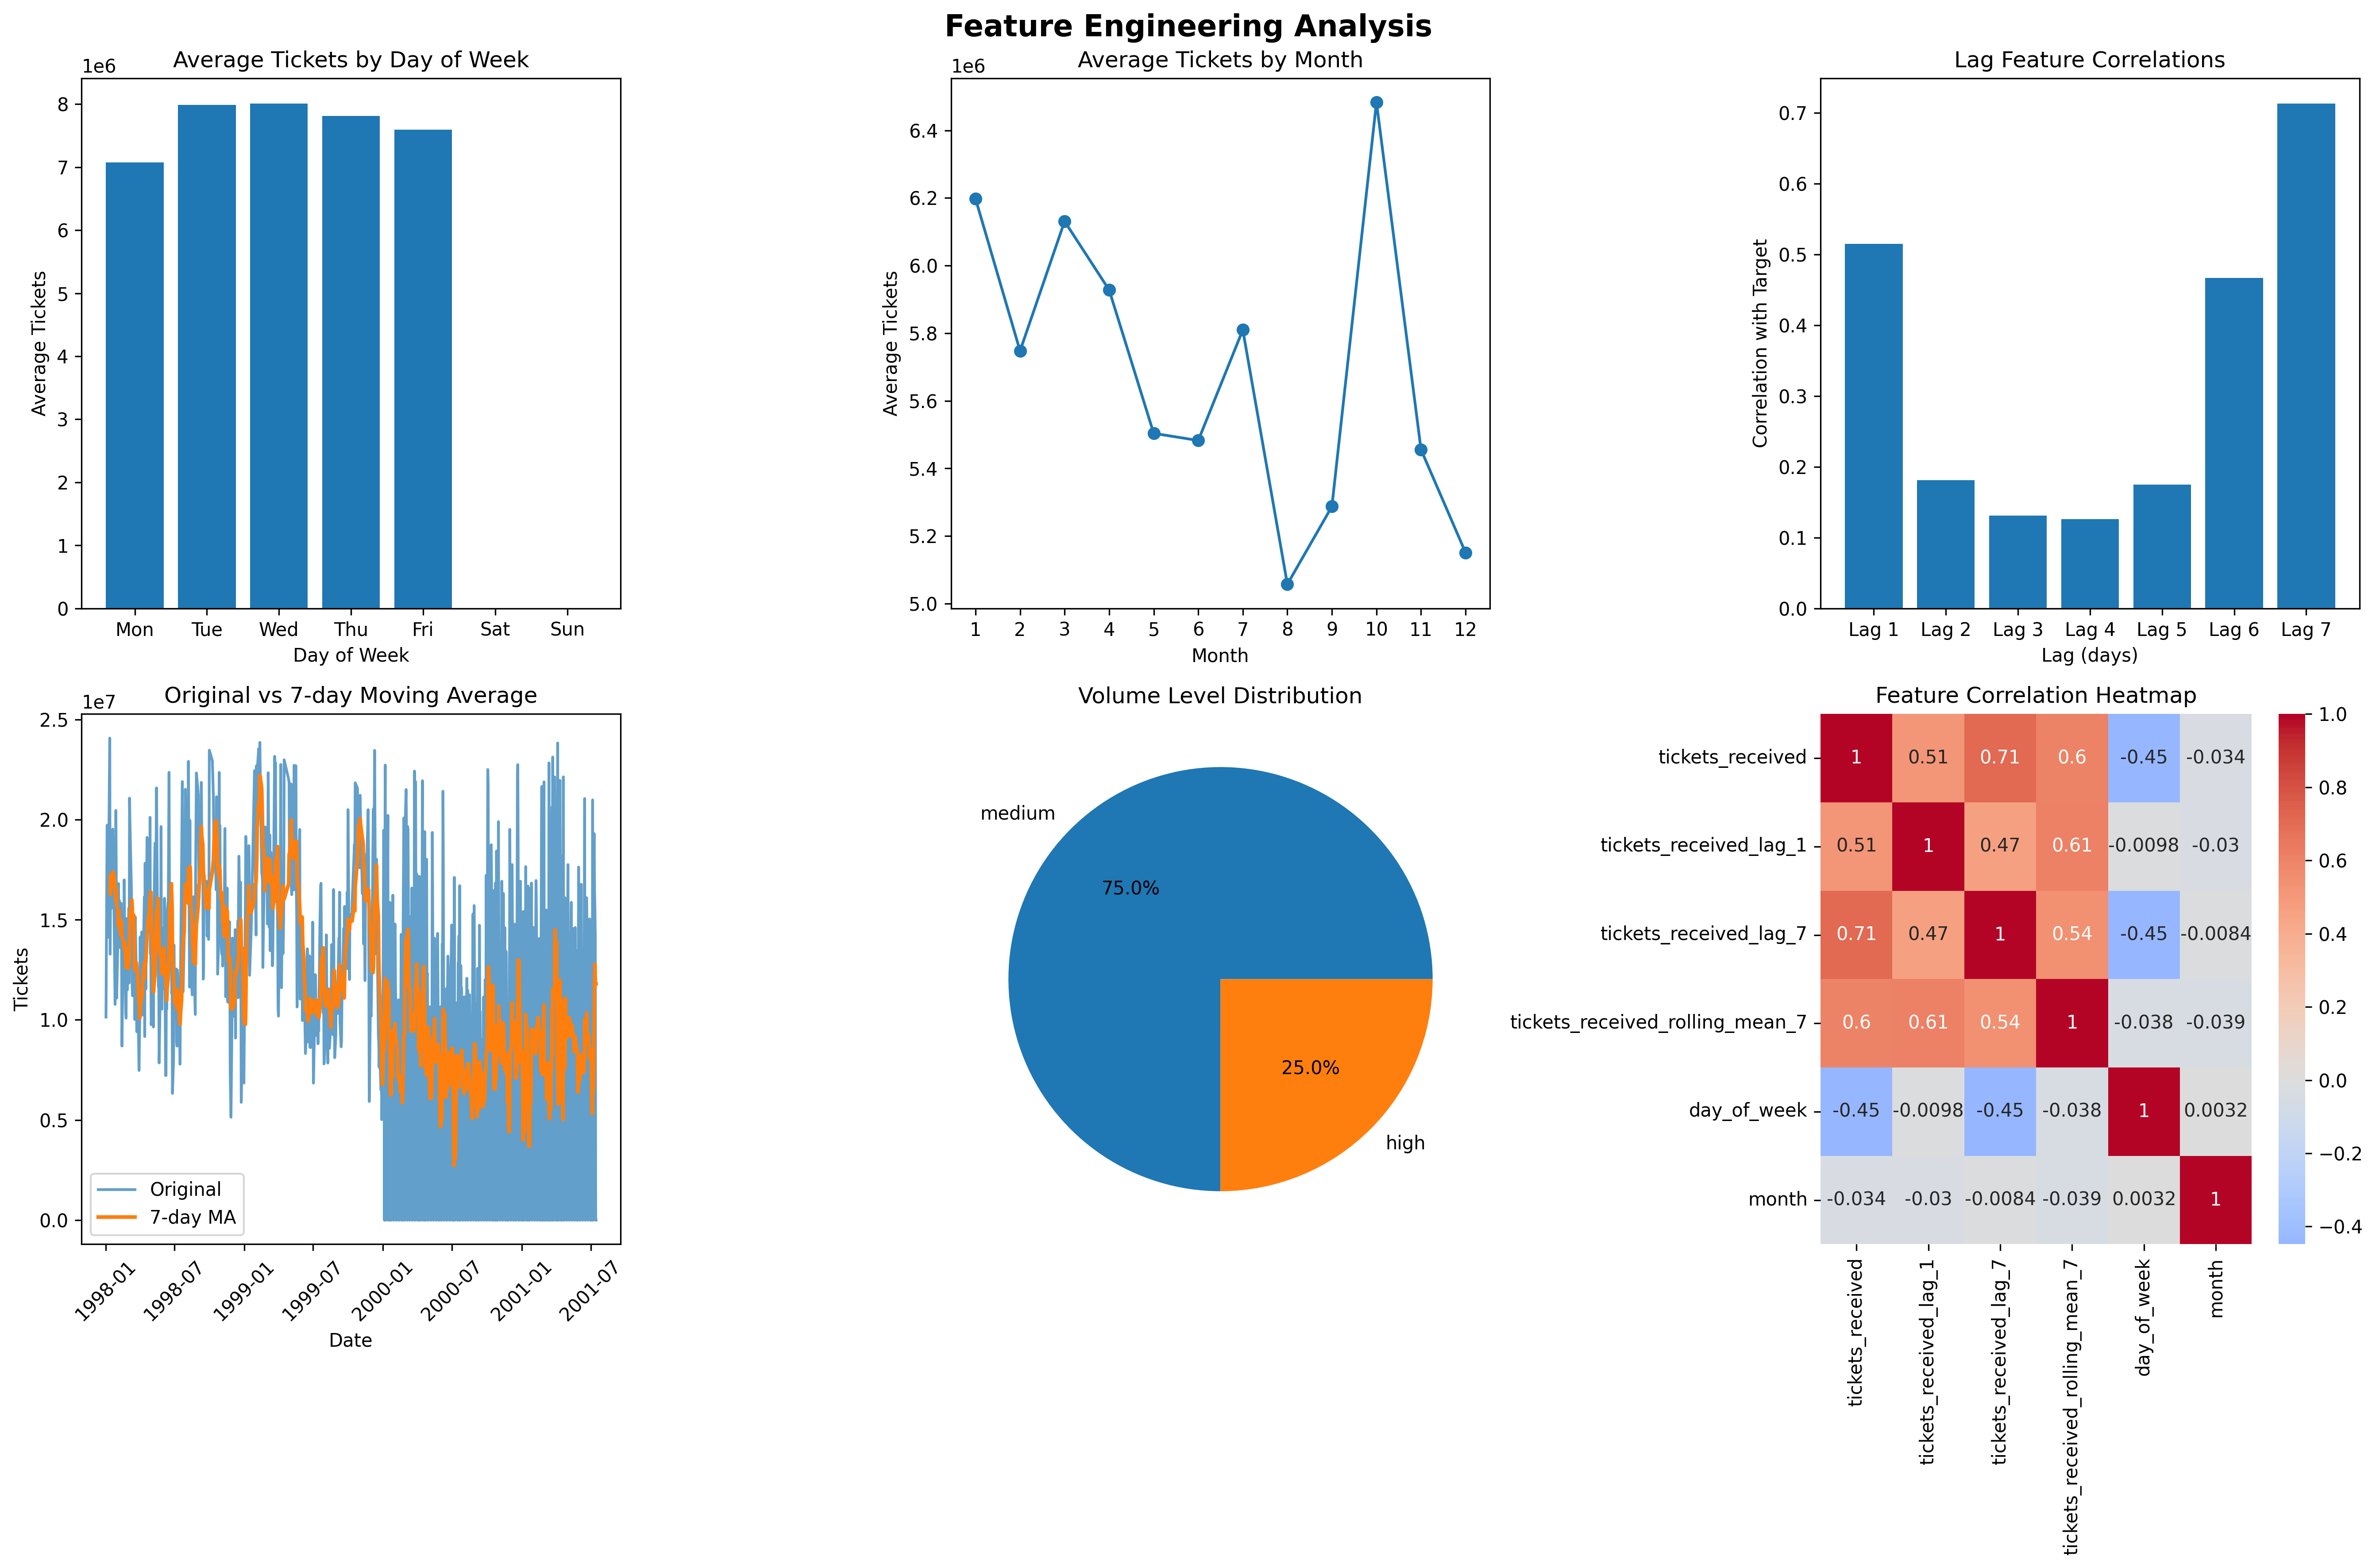 Feature Engineering Analysis
Average Tickets by Day of Week
1e6
8
7
6
5
4
3
2
1
0
Average Tickets
Mon Tue Wed Thu Fri Sat Sun
Day of Week
Average Tickets by Month
1e6
6.4
6.2
6.0
5.8
5.6
5.4
5.2
5.0
Average Tickets
1 2 3 4 5 6 7 8 9 10 11 12
Month
Lag Feature Correlations
0.7
0.6
0.5
0.4
0.3
0.2
0.1
0.0
Correlation with Target
Lag 1 Lag 2 Lag 3 Lag 4 Lag 5 Lag 6 Lag 7
Lag (days)
Original vs 7-day Moving Average
1e7
2.5
2.0
1.5
1.0
0.5
0.0
Tickets
Original
7-day MA
1998-01 1998-07 1999-01 1999-07 2000-01 2000-07 2001-01 2001-07
Date
Volume Level Distribution
medium
75.0%
25.0%
high
Feature Correlation Heatmap
tickets_received 1 0.51 0.71 0.6 -0.45 -0.034
tickets_received_lag_1 0.51 1 0.47 0.61 -0.0098 -0.03
tickets_received_lag_7 0.71 0.47 1 0.54 -0.45 -0.0084
tickets_received_rolling_mean_7 0.6 0.61 0.54 1 -0.038 -0.039
day_of_week -0.45 -0.0098 -0.45 -0.038 1 0.0032
month -0.034 -0.03 -0.0084 -0.039 0.0032 1
tickets_received
tickets_received_lag_1
tickets_received_lag_7
tickets_received_rolling_mean_7
day_of_week
month
1.0
0.8
0.6
0.4
0.2
0.0
−0.2
−0.4